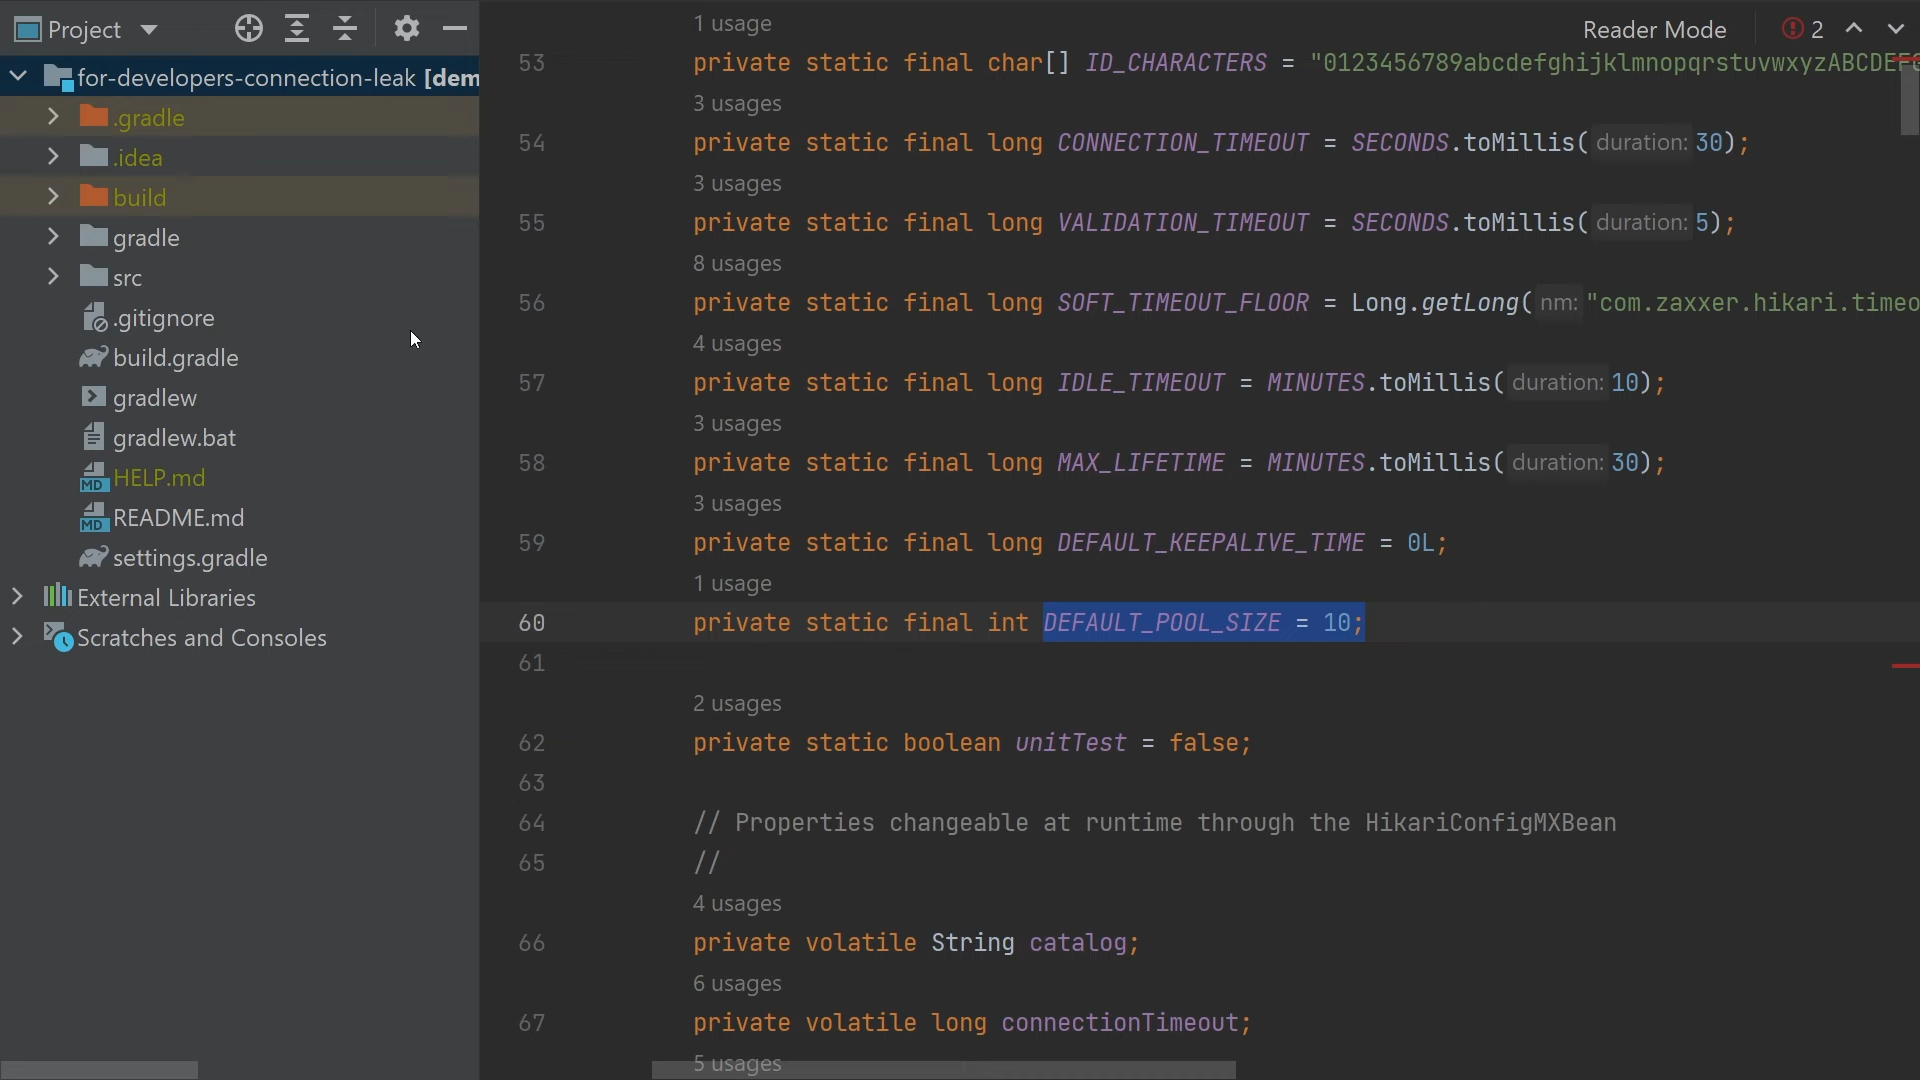 Project
for-developers-connection-leak [dem
.gradle
.idea
build
gradle
src
.gitignore
build.gradle
gradlew
gradlew.bat
HELP.md
README.md
settings.gradle
External Libraries
Scratches and Consoles
Reader Mode
2
1 usage
53 private static final char[] ID_CHARACTERS = "0123456789abcdefghijklmnopqrstuvwxyzABCDEFG
3 usages
54 private static final long CONNECTION_TIMEOUT = SECONDS.toMillis( duration: 30);
3 usages
55 private static final long VALIDATION_TIMEOUT = SECONDS.toMillis( duration: 5);
8 usages
56 private static final long SOFT_TIMEOUT_FLOOR = Long.getLong( nm: "com.zaxxer.hikari.timeo
4 usages
57 private static final long IDLE_TIMEOUT = MINUTES.toMillis( duration: 10);
3 usages
58 private static final long MAX_LIFETIME = MINUTES.toMillis( duration: 30);
3 usages
59 private static final long DEFAULT_KEEPALIVE_TIME = 0L;
1 usage
60 private static final int DEFAULT_POOL_SIZE = 10;
61
2 usages
62 private static boolean unitTest = false;
63
64 // Properties changeable at runtime through the HikariConfigMXBean
65 //
4 usages
66 private volatile String catalog;
6 usages
67 private volatile long connectionTimeout;
5 usages